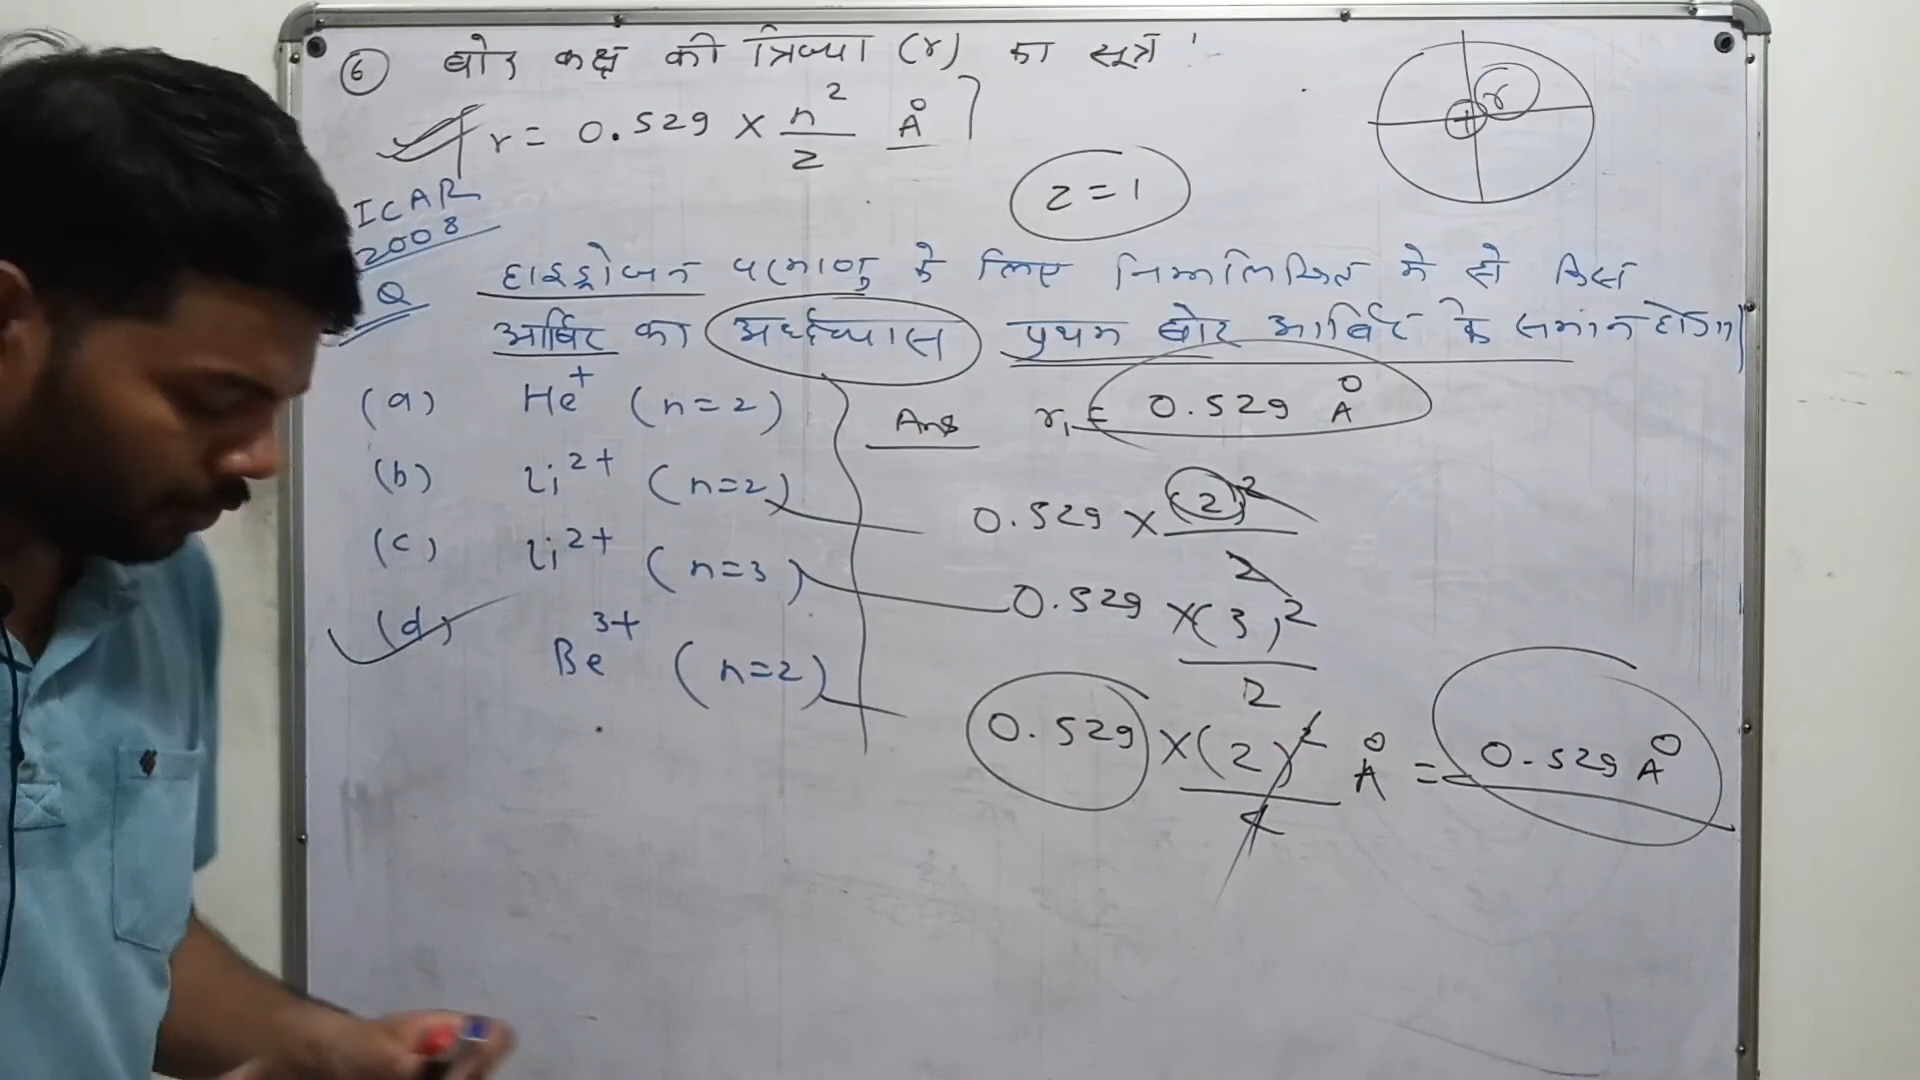 6 बोर कक्ष की त्रिज्या (r) का सूत्र
r = 0.529 × n²/Z Å
r
+
Z = 1
ICAR
2008
Q हाइड्रोजन परमाणु के लिए निम्नलिखित में से किस
आर्बिट का अर्धव्यास प्रथम बोर आर्बिट के समान होगा
(a) He⁺ (n=2)
(b) Li²⁺ (n=2)
(c) Li²⁺ (n=3)
(d) Be³⁺ (n=2)
Ans r₁ = 0.529 Å
0.529 × (2)²/2
0.529 × (3)²/2
0.529 × (2)²/4 Å = 0.529 Å